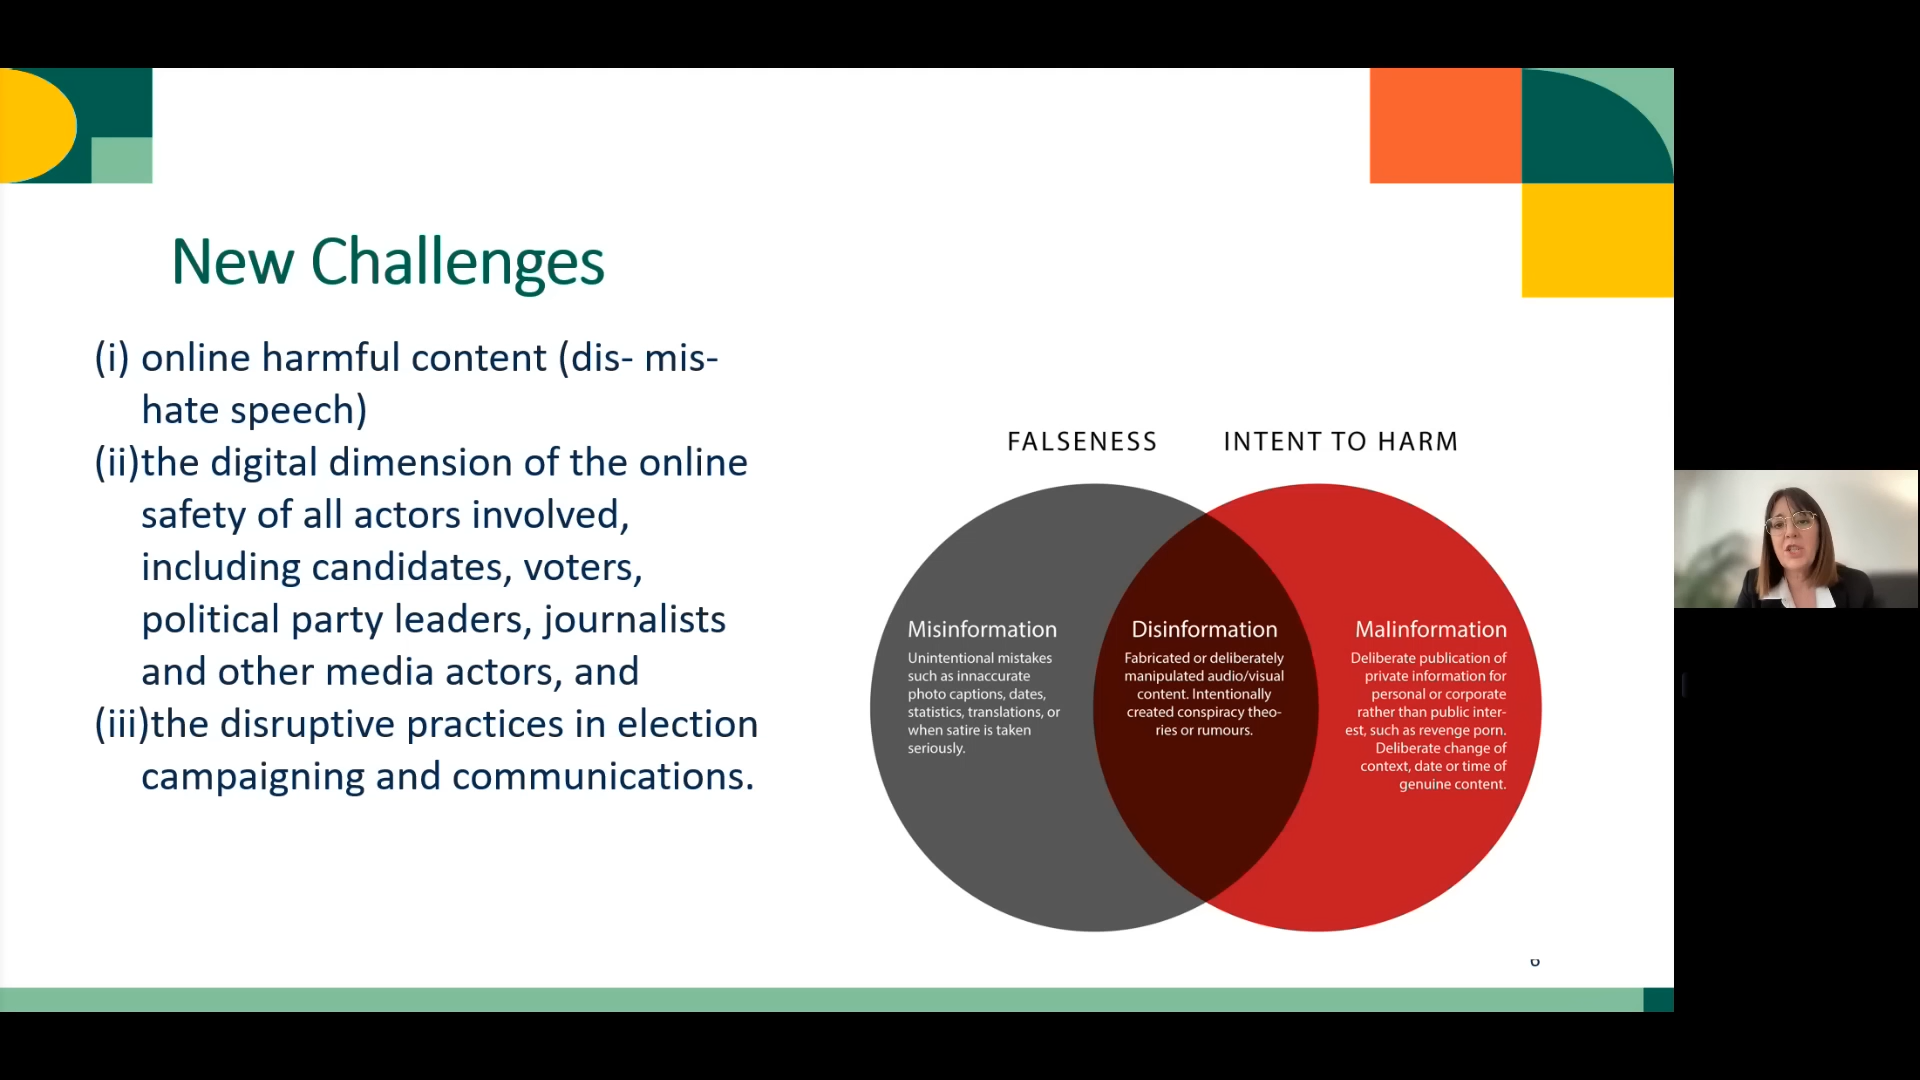 New Challenges
(i) online harmful content (dis- mis-
hate speech)
(ii)the digital dimension of the online
safety of all actors involved,
including candidates, voters,
political party leaders, journalists
and other media actors, and
(iii)the disruptive practices in election
campaigning and communications.
FALSENESS
INTENT TO HARM
Misinformation
Unintentional mistakes
such as innaccurate
photo captions, dates,
statistics, translations, or
when satire is taken
seriously.
Disinformation
Fabricated or deliberately
manipulated audio/visual
content. Intentionally
created conspiracy theo-
ries or rumours.
Malinformation
Deliberate publication of
private information for
personal or corporate
rather than public inter-
est, such as revenge porn.
Deliberate change of
context, date or time of
genuine content.